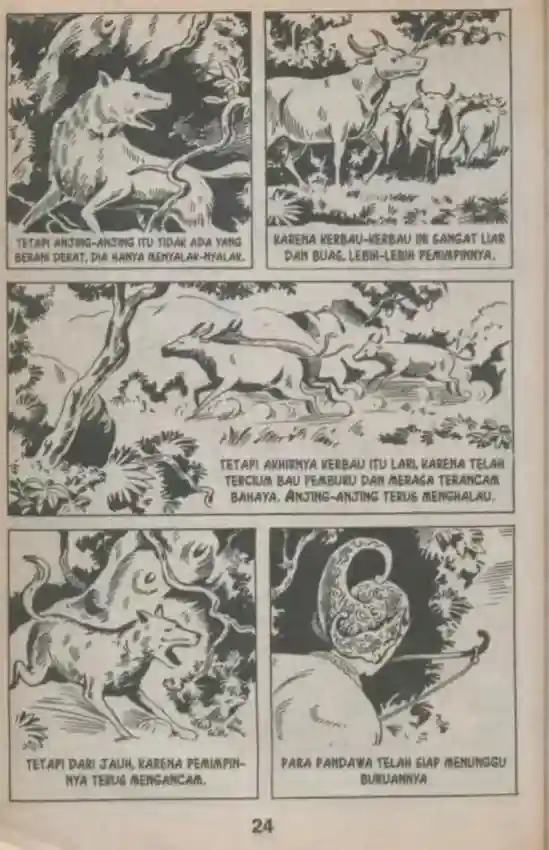 TETAPI ANJING-ANJING ITU TIDAK ADA YANG
BERANI DEKAT, DIA HANYA MENYALAK-NYALAK.
KARENA KERBAU-KERBAU INI SANGAT LIAR
DAN BUAS, LEBIH-LEBIH PEMIMPINNYA.
TETAPI AKHIRNYA KERBAU ITU LARI, KARENA TELAH
TERCIUM BAU PEMBURU DAN MERASA TERANCAM
BAHAYA. ANJING-ANJING TERUS MENGHALAU.
TETAPI DARI JAUH, KARENA PEMIMPIN-
NYA TERUS MENGANCAM.
PARA PANDAWA TELAH SIAP MENUNGGU
BURUANNYA
24